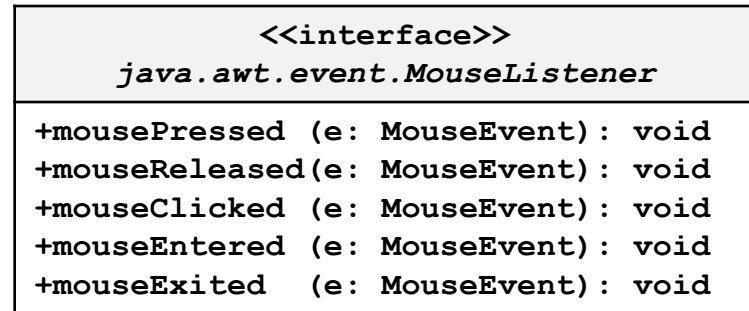 <<interface>>
java.awt.event.MouseListener
+mousePressed (e: MouseEvent): void
+mouseReleased(e: MouseEvent): void
+mouseClicked (e: MouseEvent): void
+mouseEntered (e: MouseEvent): void
+mouseExited  (e: MouseEvent): void